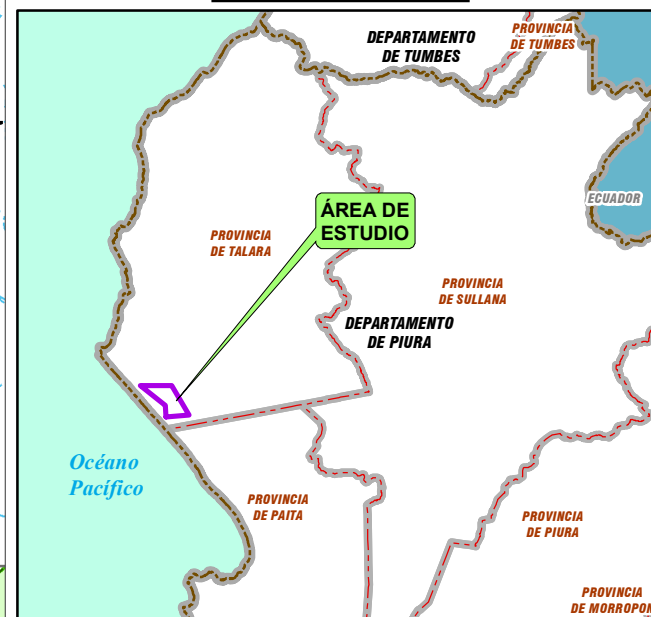 DEPARTAMENTO
DE TUMBES
PROVINCIA
DE TUMBES
ECUADOR
ÁREA DE
ESTUDIO
PROVINCIA
DE TALARA
PROVINCIA
DE SULLANA
DEPARTAMENTO
DE PIURA
Océano
Pacífico
PROVINCIA
DE PAITA
PROVINCIA
DE PIURA
PROVINCIA
DE MORROPON